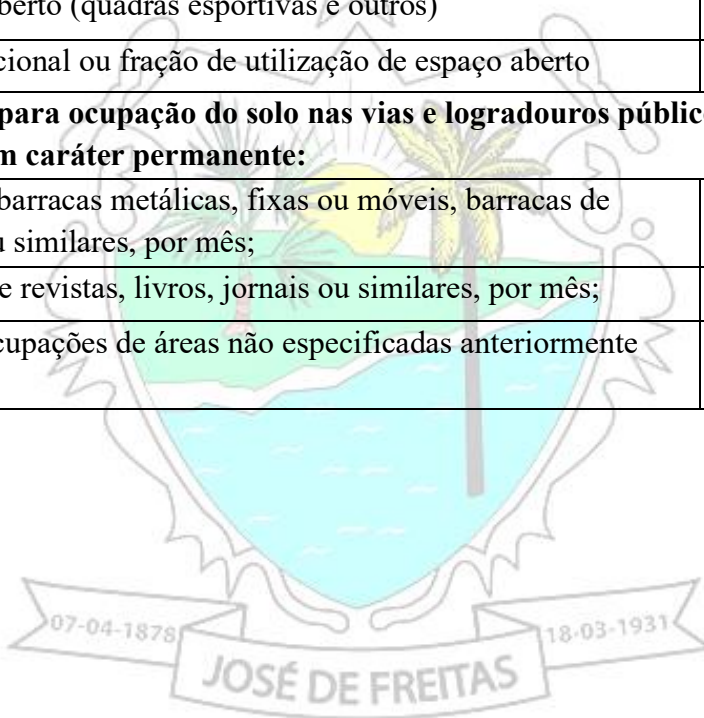 berto (quadras esportivas e outros)
cional ou fração de utilização de espaço aberto
para ocupação do solo nas vias e logradouros públic
m caráter permanente:
barracas metálicas, fixas ou móveis, barracas de
u similares, por mês;
e revistas, livros, jornais ou similares, por mês;
cupações de áreas não especificadas anteriormente
07-04-1878
18-03-1931
JOSÉ DE FREITAS